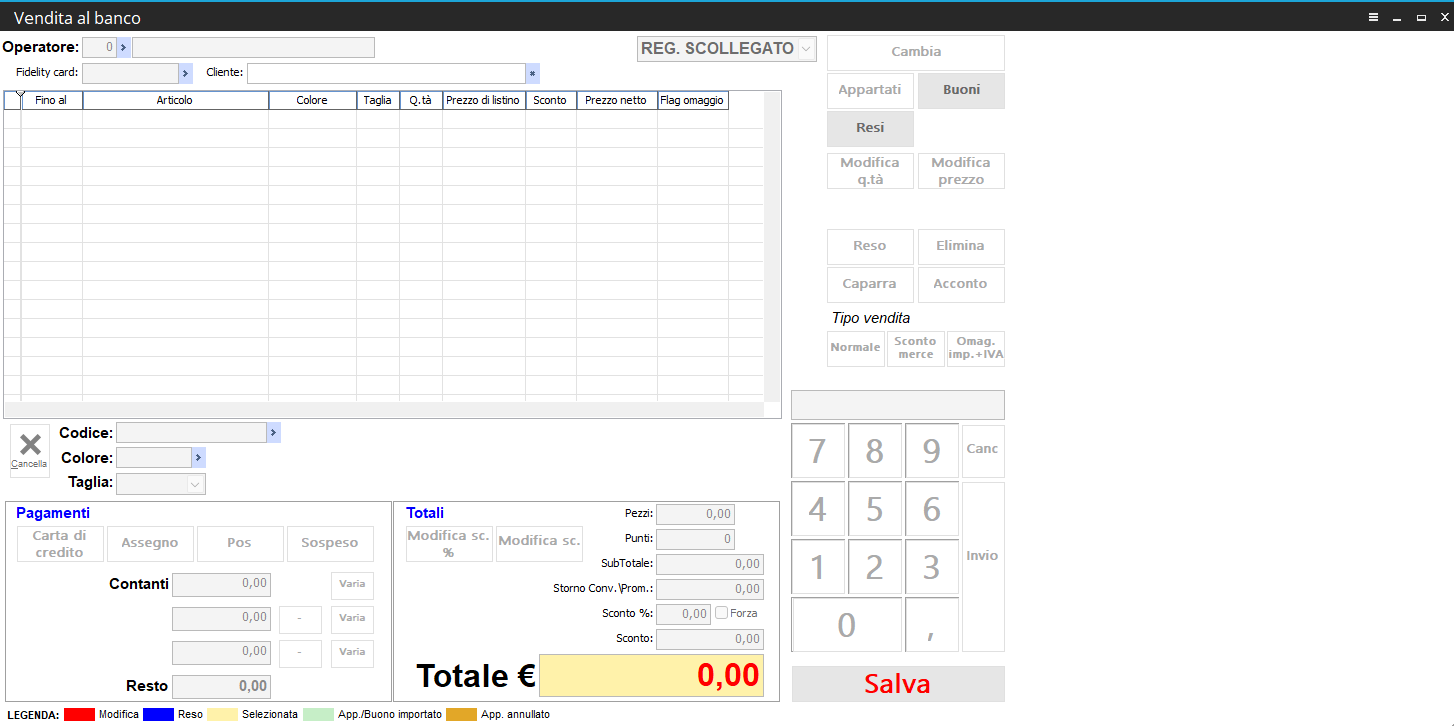 Vendita al banco
Operatore: 0
REG. SCOLLEGATO
Cambia
Fidelity card: Cliente:
Appartati Buoni
Fino al Articolo Colore Taglia Q.tà Prezzo di listino Sconto Prezzo netto Flag omaggio
Resi
Modifica q.tà
Modifica prezzo
Reso Elimina
Caparra Acconto
Tipo vendita
Normale
Sconto merce
Omag. imp.+IVA
Cancella
Codice:
Colore:
Taglia:
7 8 9 Canc
4 5 6
1 2 3 Invio
0 ,
Salva
Pagamenti
Carta di credito
Assegno Pos Sospeso
Contanti 0,00 Varia
0,00 - Varia
0,00 - Varia
Resto 0,00
Totali
Modifica sc. %
Modifica sc.
Pezzi: 0,00
Punti: 0
SubTotale: 0,00
Storno Conv.\Prom.: 0,00
Sconto %: 0,00 Forza
Sconto: 0,00
Totale € 0,00
LEGENDA: Modifica Reso Selezionata App./Buono importato App. annullato